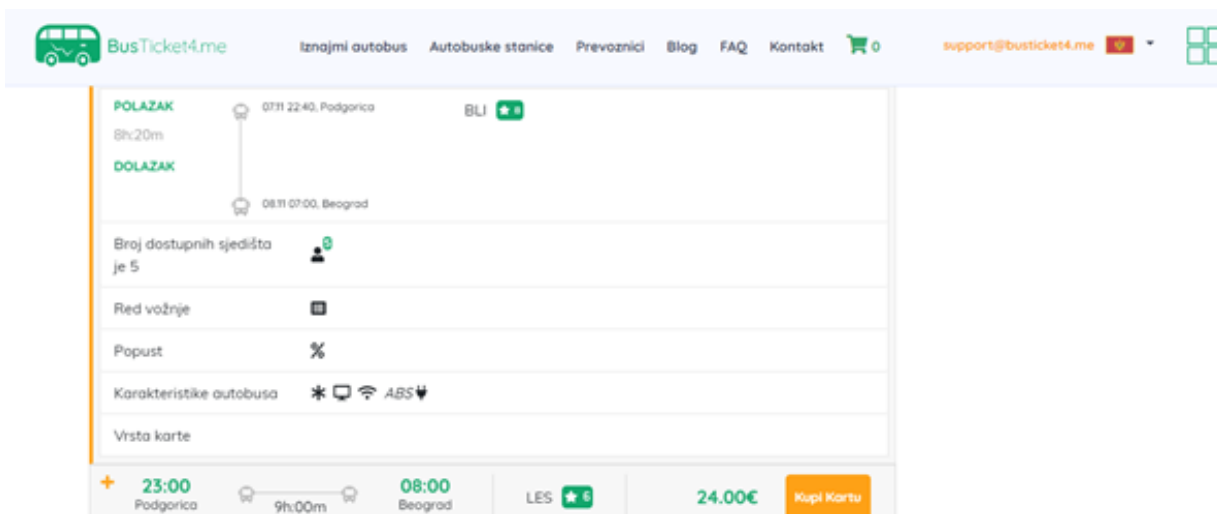 BusTicket4.me Iznajmi autobus Autobuske stanice Prevoznici Blog FAQ Kontakt 0 support@busticket4.me
POLAZAK 07.11 22:40, Podgorica BLI 8
8h:20m
DOLAZAK
08.11 07:00, Beograd
Broj dostupnih sjedišta
je 5
Red vožnje
Popust
Karakteristike autobusa ABS
Vrsta karte
+ 23:00 08:00 LES 6 24.00€ Kupi Kartu
Podgorica 9h:00m Beograd